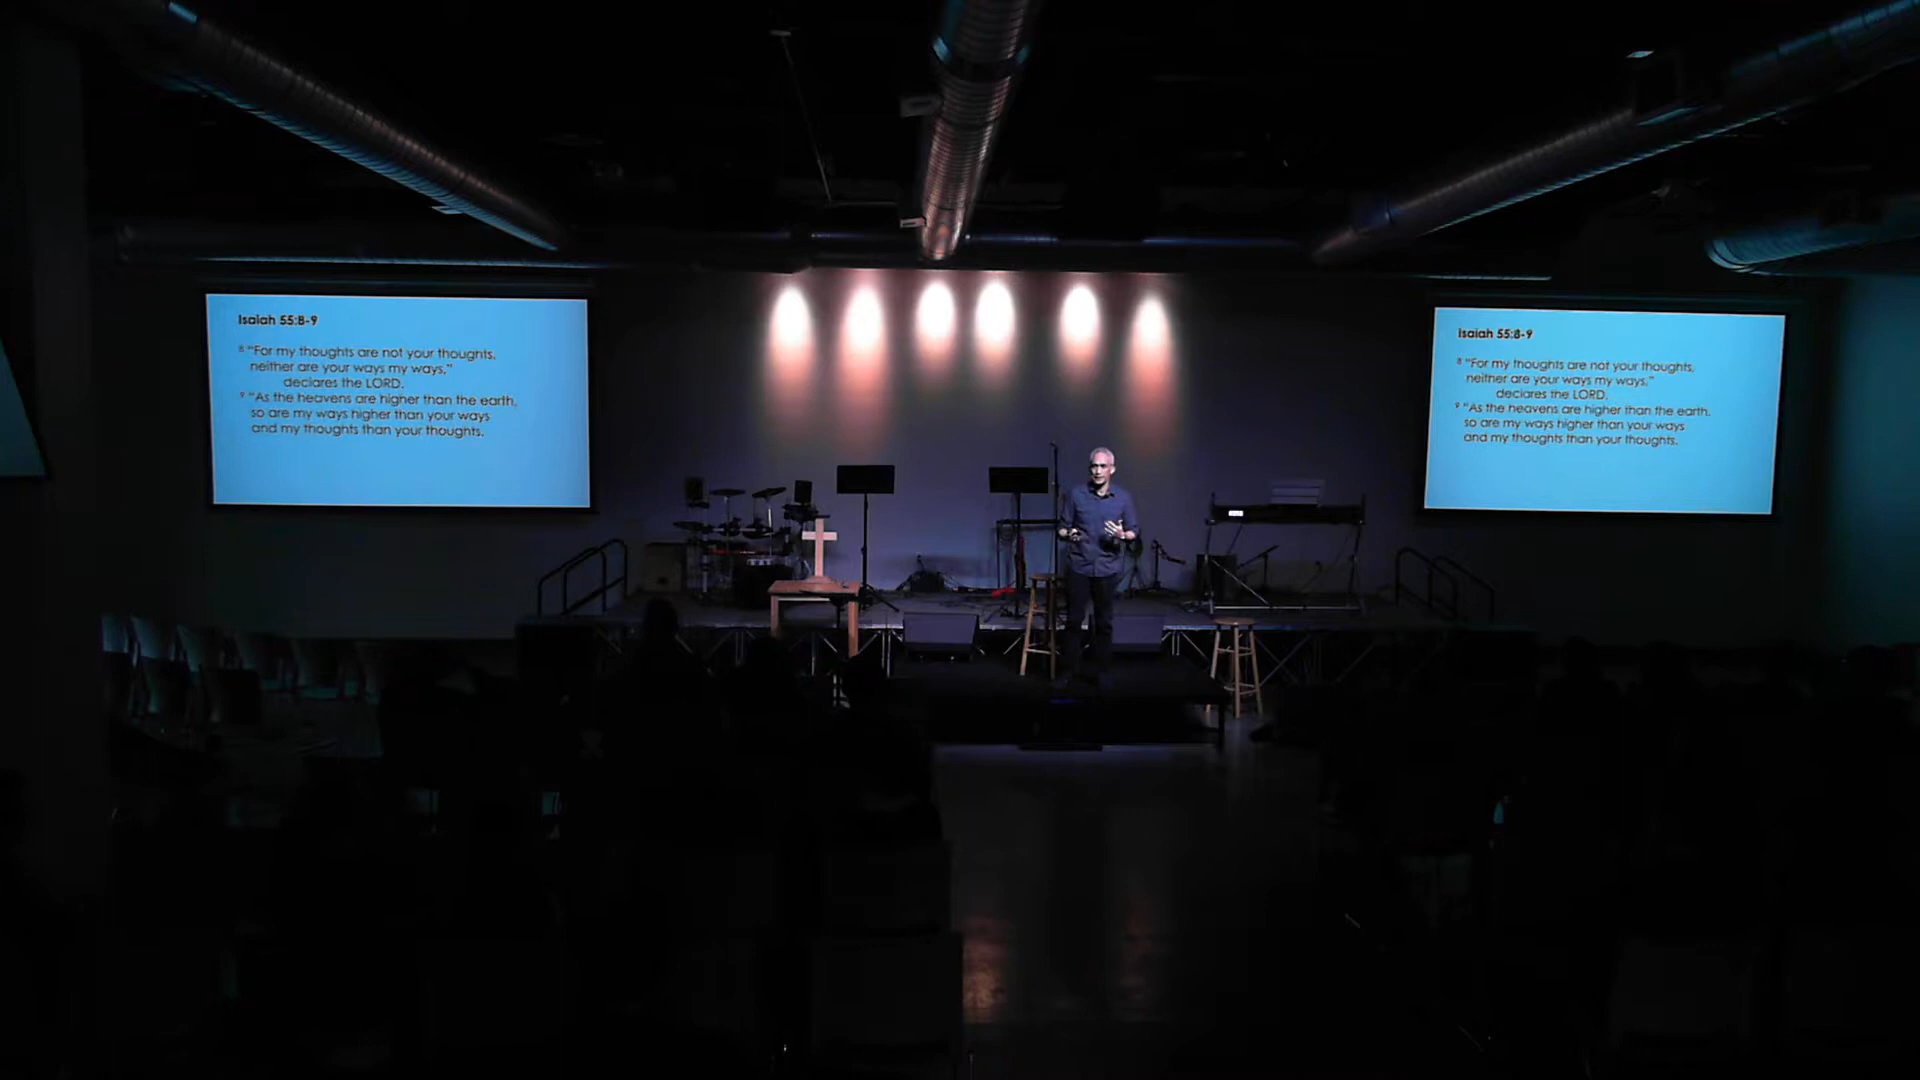 Isaiah 55:8-9
8 "For my thoughts are not your thoughts,
neither are your ways my ways,"
declares the LORD.
9 "As the heavens are higher than the earth,
so are my ways higher than your ways
and my thoughts than your thoughts.
Isaiah 55:8-9
8 "For my thoughts are not your thoughts,
neither are your ways my ways,"
declares the LORD.
9 "As the heavens are higher than the earth,
so are my ways higher than your ways
and my thoughts than your thoughts.